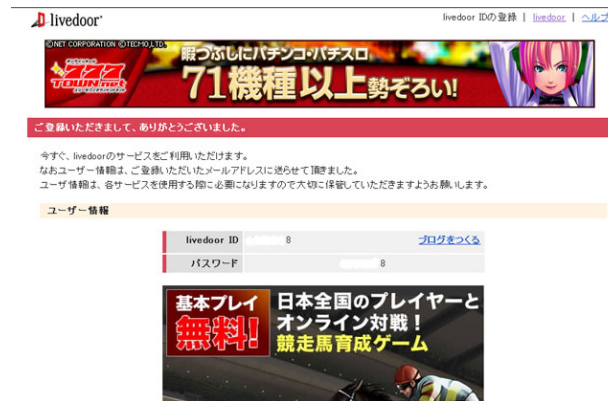 livedoor
livedoor IDの登録 | livedoor | ヘルプ
©NET CORPORATION ©TECMO,LTD.
777
TOWN.net
暇つぶしにパチンコ・パチスロ
71機種以上勢ぞろい!
ご登録いただきまして、ありがとうございました。
今すぐ、livedoorのサービスをご利用いただけます。
なおユーザー情報は、ご登録いただいたメールアドレスに送らせて頂きました。
ユーザ情報は、各サービスを使用する際に必要になりますので大切に保管していただきますようお願いします。
ユーザー情報
livedoor ID 8 ブログをつくる
パスワード 8
基本プレイ
無料!
日本全国のプレイヤーと
オンライン対戦!
競走馬育成ゲーム